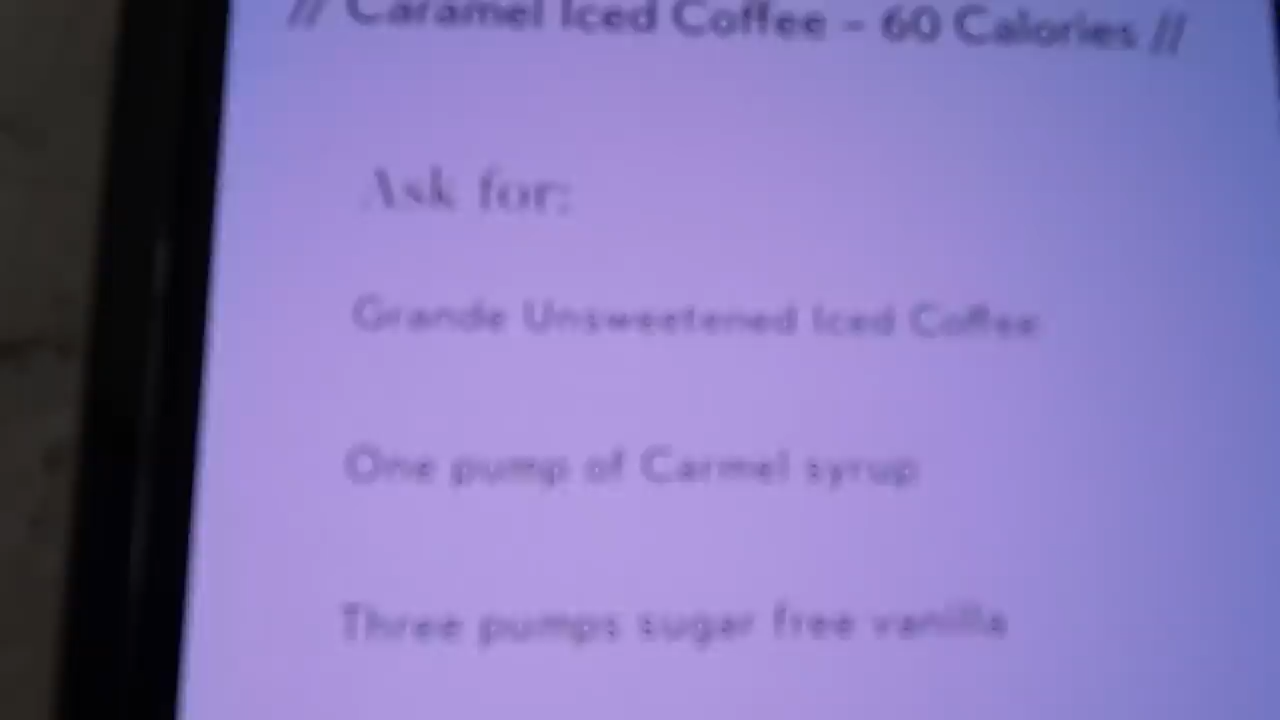 // Caramel Iced Coffee - 60 Calories //
Ask for:
Grande Unsweetened Iced Coffee
One pump of Carmel syrup
Three pumps sugar free vanilla